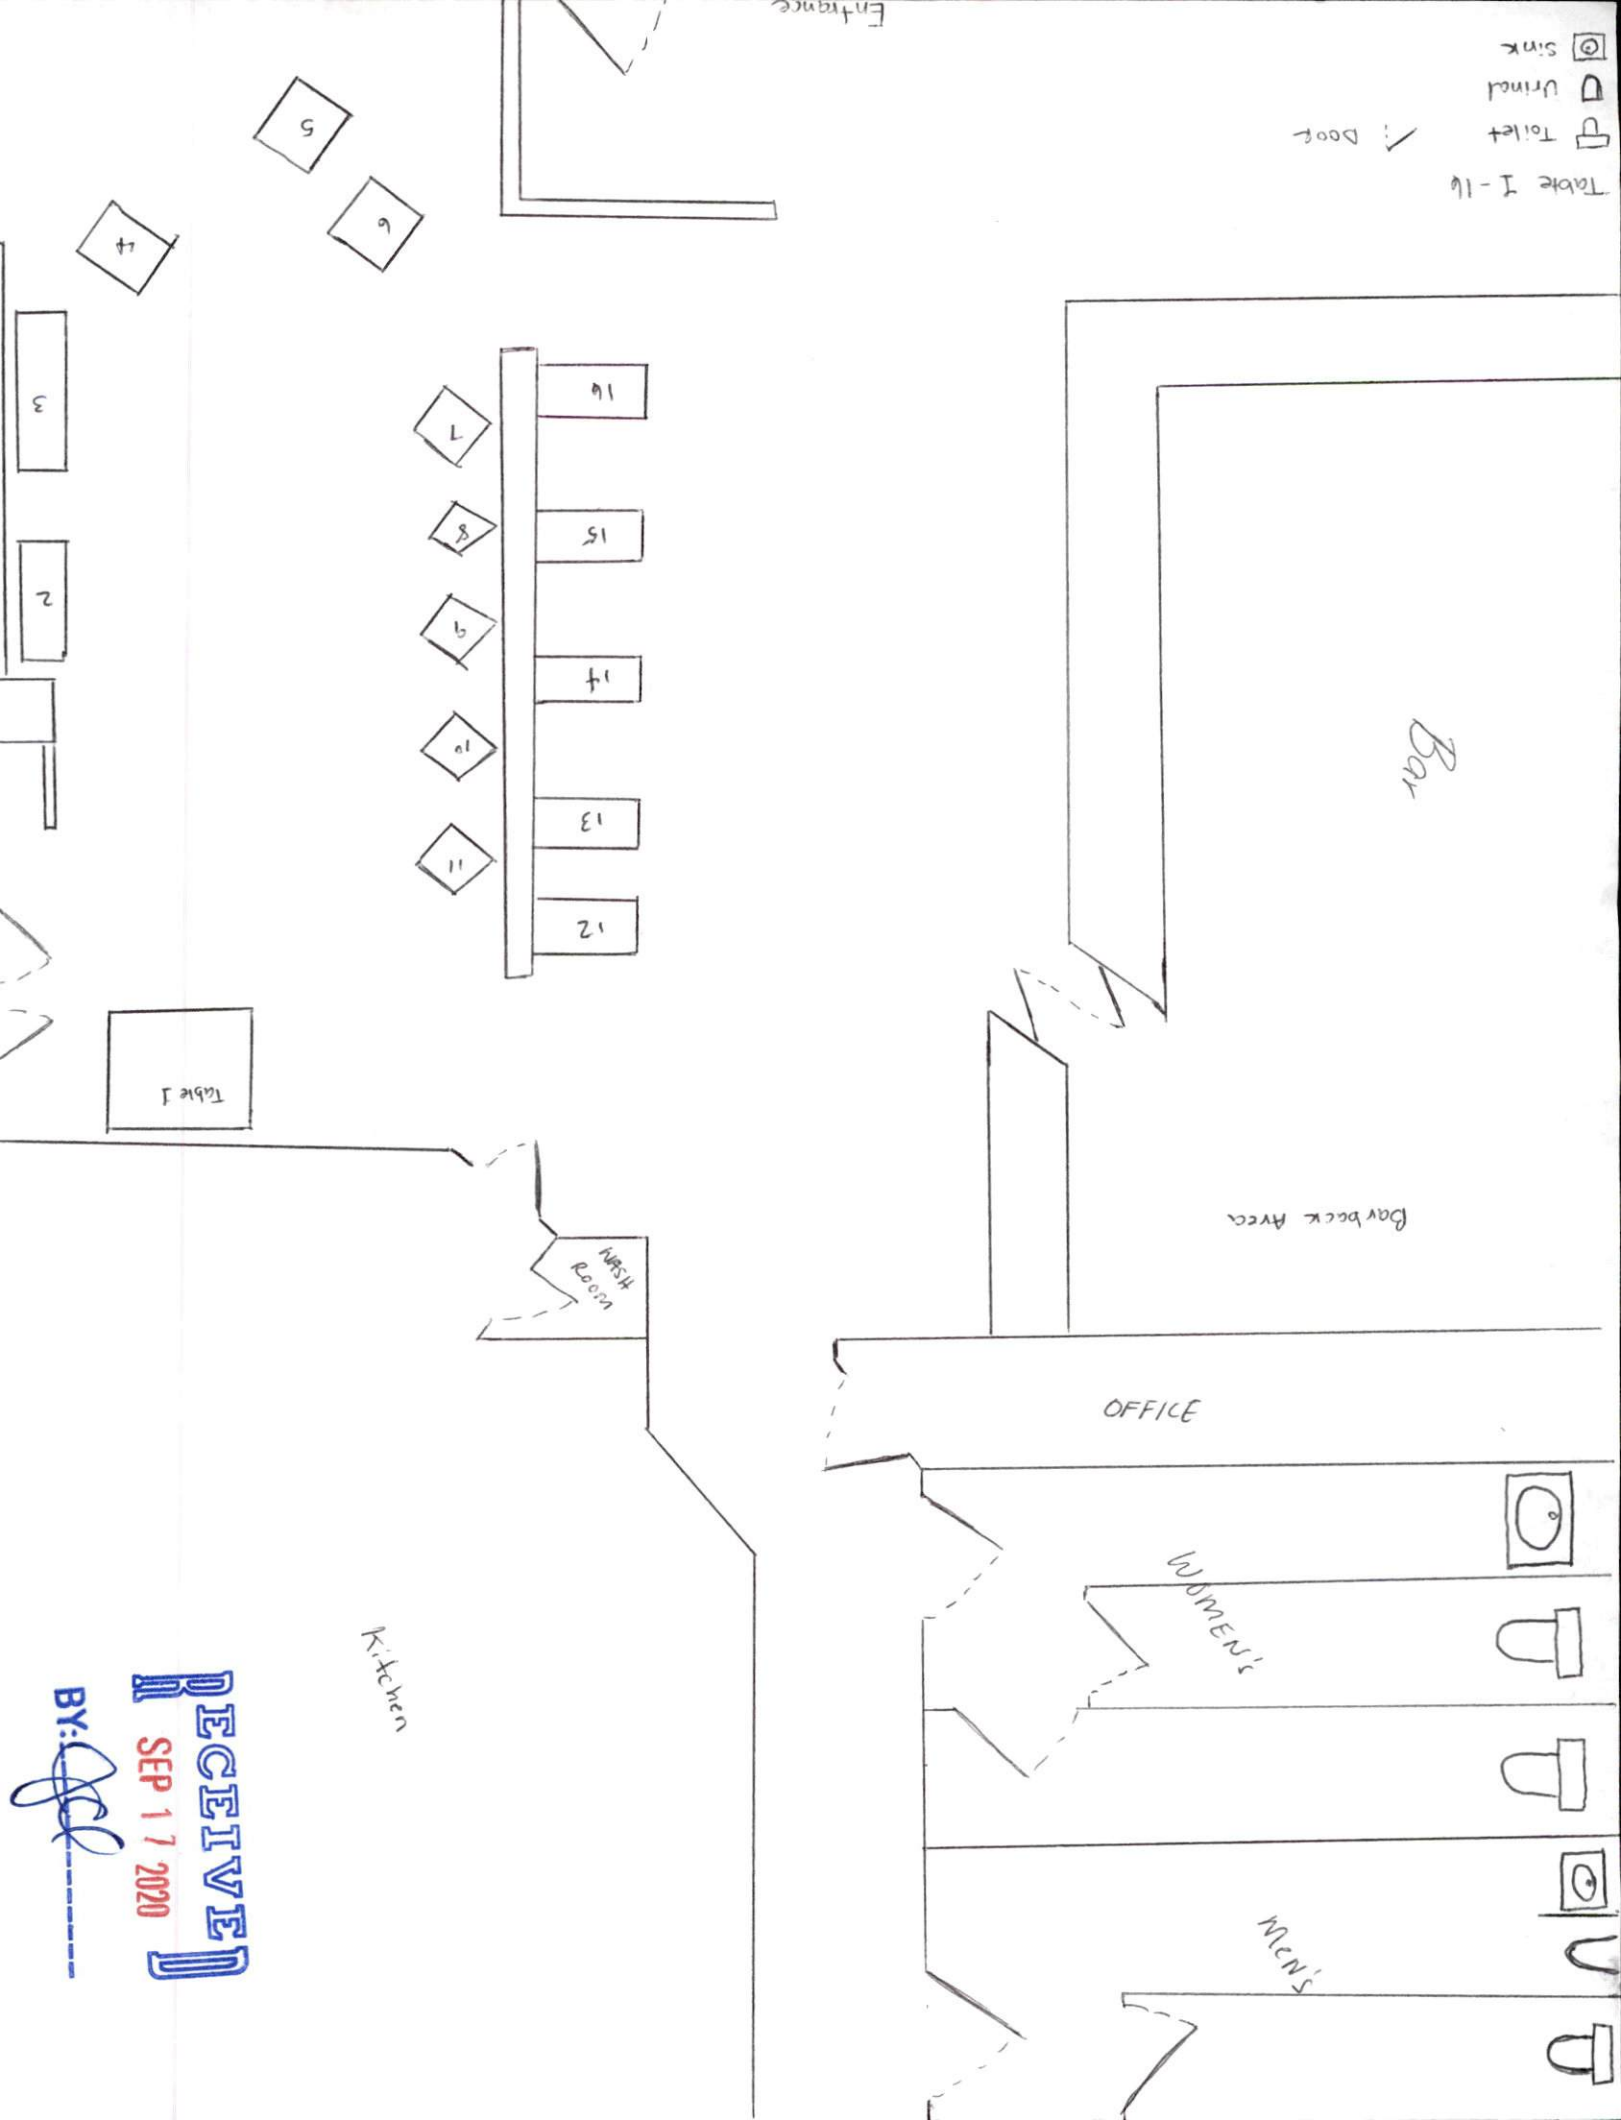 Entrance
Sink
Urinal
Toilet
Door
Table 1-16
5
6
4
3
2
7
8
9
10
11
16
15
14
13
12
Table 1
Bar
Barback Area
WASH
ROOM
OFFICE
WOMEN's
Men's
Kitchen
RECEIVED
SEP 17 2020
BY: